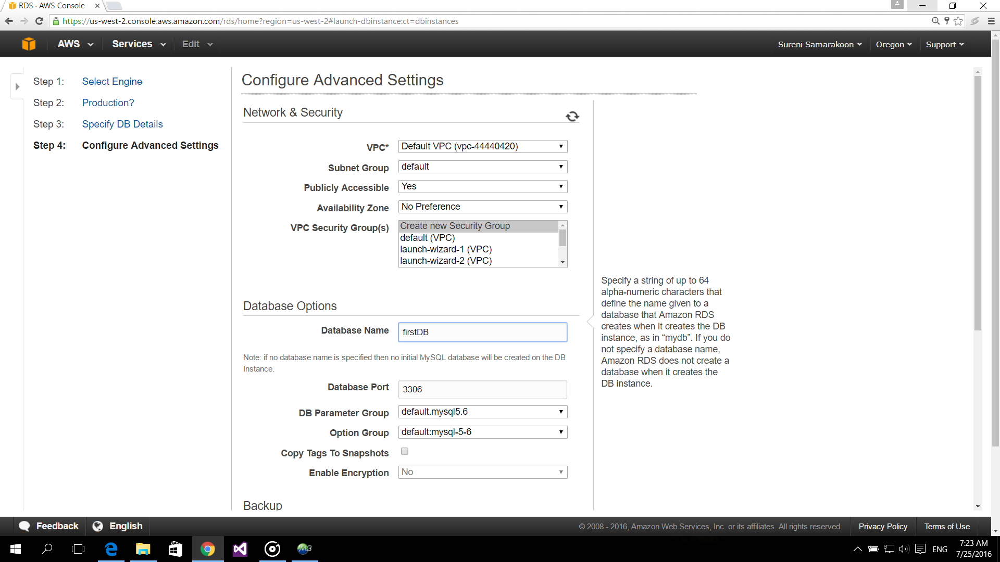 RDS · AWS Console
https://us-west-2.console.aws.amazon.com/rds/home?region=us-west-2#launch-dbinstance:ct=dbinstances
AWS Services Edit Sureni Samarakoon Oregon Support
Step 1: Select Engine
Step 2: Production?
Step 3: Specify DB Details
Step 4: Configure Advanced Settings
Configure Advanced Settings
Network & Security
VPC* Default VPC (vpc-44440420)
Subnet Group default
Publicly Accessible Yes
Availability Zone No Preference
VPC Security Group(s) Create new Security Group
default (VPC)
launch-wizard-1 (VPC)
launch-wizard-2 (VPC)
Database Options
Database Name firstDB
Note: if no database name is specified then no initial MySQL database will be created on the DB
Instance.
Database Port 3306
DB Parameter Group default.mysql5.6
Option Group default:mysql-5-6
Copy Tags To Snapshots
Enable Encryption No
Backup
Specify a string of up to 64
alpha-numeric characters that
define the name given to a
database that Amazon RDS
creates when it creates the DB
instance, as in “mydb”. If you do
not specify a database name,
Amazon RDS does not create a
database when it creates the
DB instance.
Feedback English © 2008 - 2016, Amazon Web Services, Inc. or its affiliates. All rights reserved. Privacy Policy Terms of Use
ENG
7:23 AM
7/25/2016